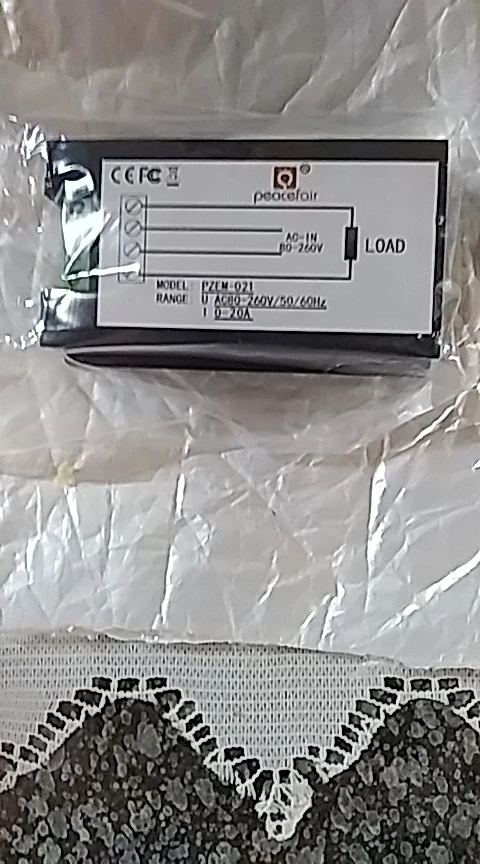 CE FC
®
peacefair
AC-IN
80-260V
LOAD
MODEL: PZEM-021
RANGE: U AC80-260V/50/60Hz
I 0-20A